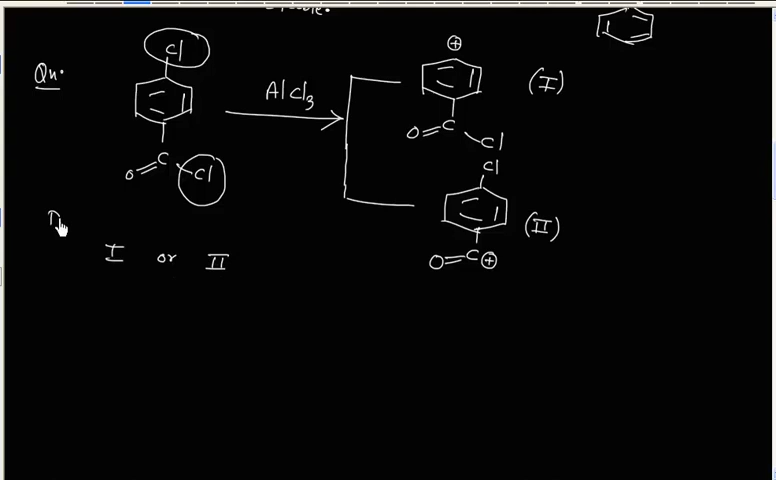 Qn.
Cl
O=C-Cl
AlCl3
⊕
O=C-Cl
(I)
Cl
O=C⊕
(II)
I or II